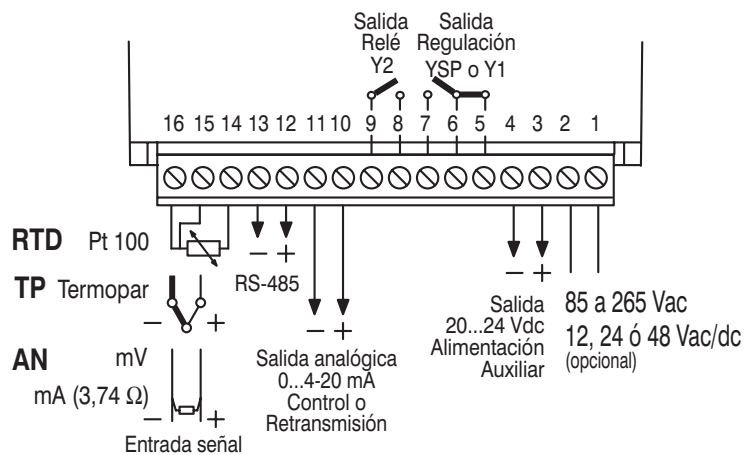 Salida
Relé
Y2
Salida
Regulación
YSP o Y1
16 15 14 13 12 11 10 9 8 7 6 5 4 3 2 1
RTD Pt 100
TP Termopar
− +
AN mV
mA (3,74 Ω)
− +
Entrada señal
− +
RS-485
− +
Salida analógica
0...4-20 mA
Control o
Retransmisión
− +
Salida
20...24 Vdc
Alimentación
Auxiliar
85 a 265 Vac
12, 24 ó 48 Vac/dc
(opcional)